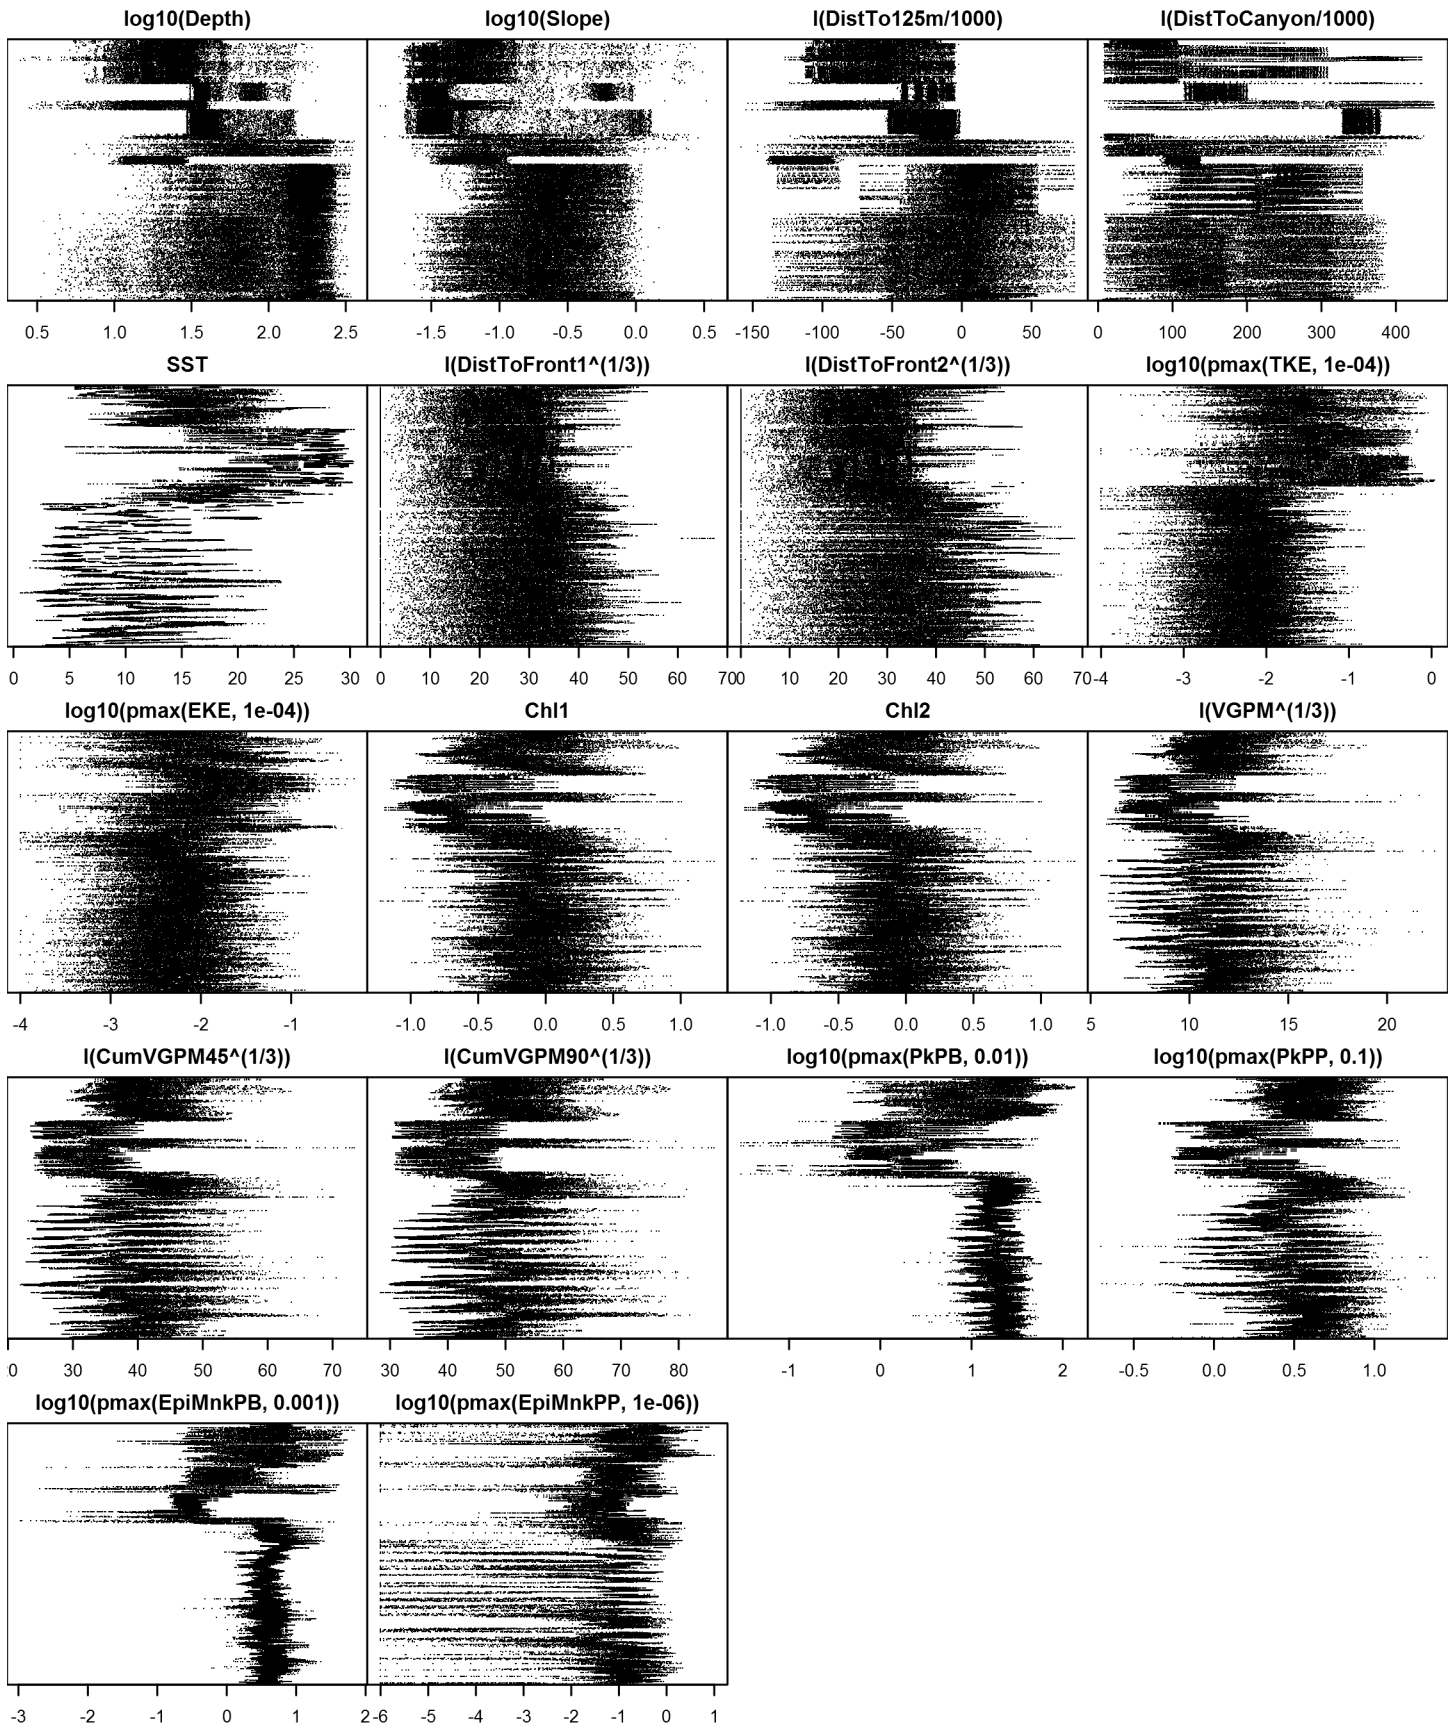 log10(Depth) log10(Slope) I(DistTo125m/1000) I(DistToCanyon/1000)
0.5 1.0 1.5 2.0 2.5 -1.5 -1.0 -0.5 0.0 0.5 -150 -100 -50 0 50 0 100 200 300 400
SST I(DistToFront1^(1/3)) I(DistToFront2^(1/3)) log10(pmax(TKE, 1e-04))
0 5 10 15 20 25 30 0 10 20 30 40 50 60 70 0 10 20 30 40 50 60 70 -4 -3 -2 -1 0
log10(pmax(EKE, 1e-04)) Chl1 Chl2 I(VGPM^(1/3))
-4 -3 -2 -1 -1.0 -0.5 0.0 0.5 1.0 -1.0 -0.5 0.0 0.5 1.0 5 10 15 20
I(CumVGPM45^(1/3)) I(CumVGPM90^(1/3)) log10(pmax(PkPB, 0.01)) log10(pmax(PkPP, 0.1))
20 30 40 50 60 70 30 40 50 60 70 80 -1 0 1 2 -0.5 0.0 0.5 1.0
log10(pmax(EpiMnkPB, 0.001)) log10(pmax(EpiMnkPP, 1e-06))
-3 -2 -1 0 1 2 -6 -5 -4 -3 -2 -1 0 1